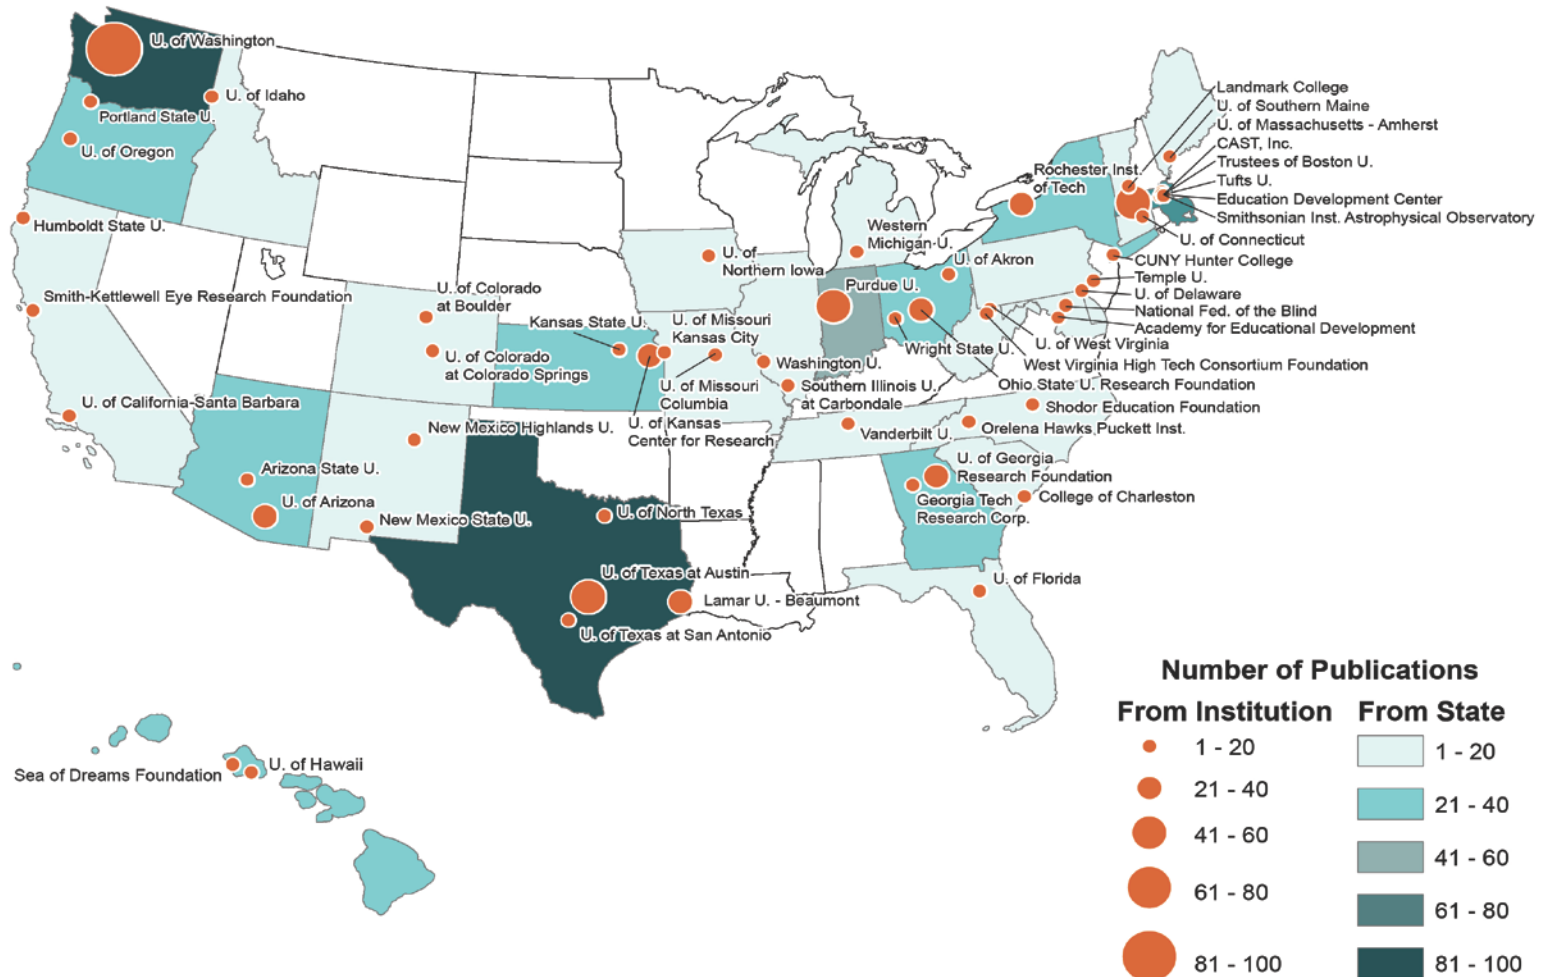 U. of Washington
U. of Idaho
Portland State U.
U. of Oregon
Humboldt State U.
Smith-Kettlewell Eye Research Foundation
U. of California-Santa Barbara
Arizona State U.
U. of Arizona
New Mexico Highlands U.
New Mexico State U.
U. of Colorado
at Boulder
U. of Colorado
at Colorado Springs
Kansas State U.
U. of Kansas
Center for Research
U. of Missouri
Kansas City
U. of Missouri
Columbia
U. of
Northern Iowa
Washington U.
Southern Illinois U.
at Carbondale
Western
Michigan U.
Purdue U.
U. of Akron
Wright State U.
Ohio State U. Research Foundation
West Virginia High Tech Consortium Foundation
U. of West Virginia
Rochester Inst.
of Tech
Landmark College
U. of Southern Maine
U. of Massachusetts - Amherst
CAST, Inc.
Trustees of Boston U.
Tufts U.
Education Development Center
Smithsonian Inst. Astrophysical Observatory
U. of Connecticut
CUNY Hunter College
Temple U.
U. of Delaware
National Fed. of the Blind
Academy for Educational Development
Shodor Education Foundation
Orelena Hawks Puckett Inst.
Vanderbilt U.
U. of Georgia
Research Foundation
Georgia Tech
Research Corp.
College of Charleston
U. of Florida
U. of North Texas
U. of Texas at Austin
Lamar U. - Beaumont
U. of Texas at San Antonio
Sea of Dreams Foundation
U. of Hawaii
Number of Publications
From Institution
1 - 20
21 - 40
41 - 60
61 - 80
81 - 100
From State
1 - 20
21 - 40
41 - 60
61 - 80
81 - 100